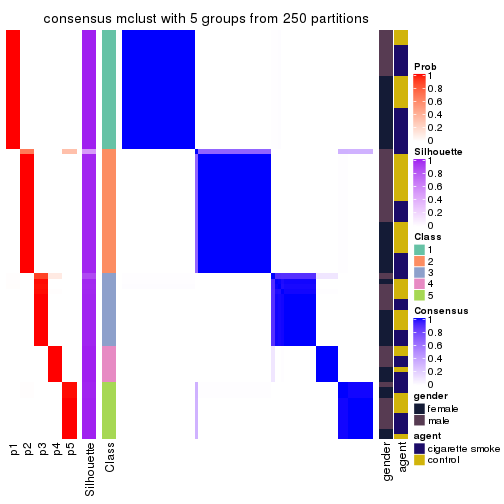 consensus mclust with 5 groups from 250 partitions
Prob
1
0.8
0.6
0.4
0.2
0
Silhouette
1
0.8
0.6
0.4
0.2
0
Class
1
2
3
4
5
Consensus
1
0.8
0.6
0.4
0.2
0
gender
female
male
agent
cigarette smoke
control
p1
p2
p3
p4
p5
Silhouette
Class
gender
agent